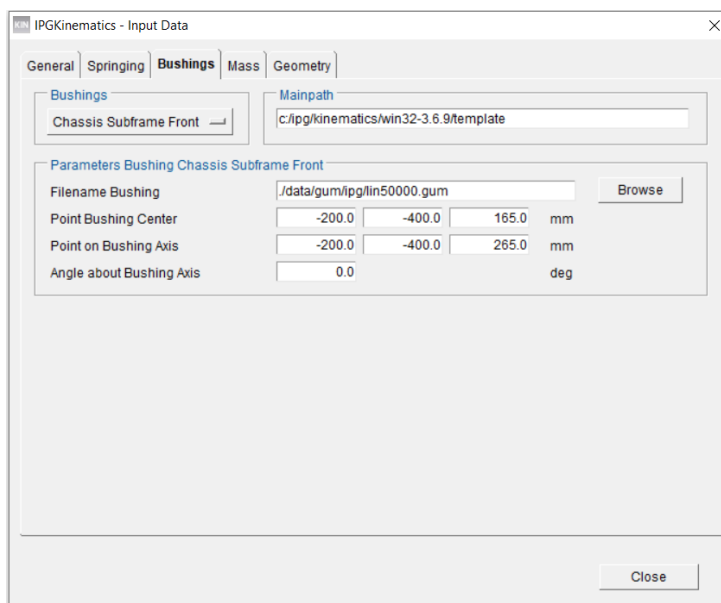 KIN IPGKinematics - Input Data
General Springing Bushings Mass Geometry
Bushings
Chassis Subframe Front
Mainpath
c:/ipg/kinematics/win32-3.6.9/template
Parameters Bushing Chassis Subframe Front
Filename Bushing ./data/gum/ipg/lin50000.gum Browse
Point Bushing Center -200.0 -400.0 165.0 mm
Point on Bushing Axis -200.0 -400.0 265.0 mm
Angle about Bushing Axis 0.0 deg
Close